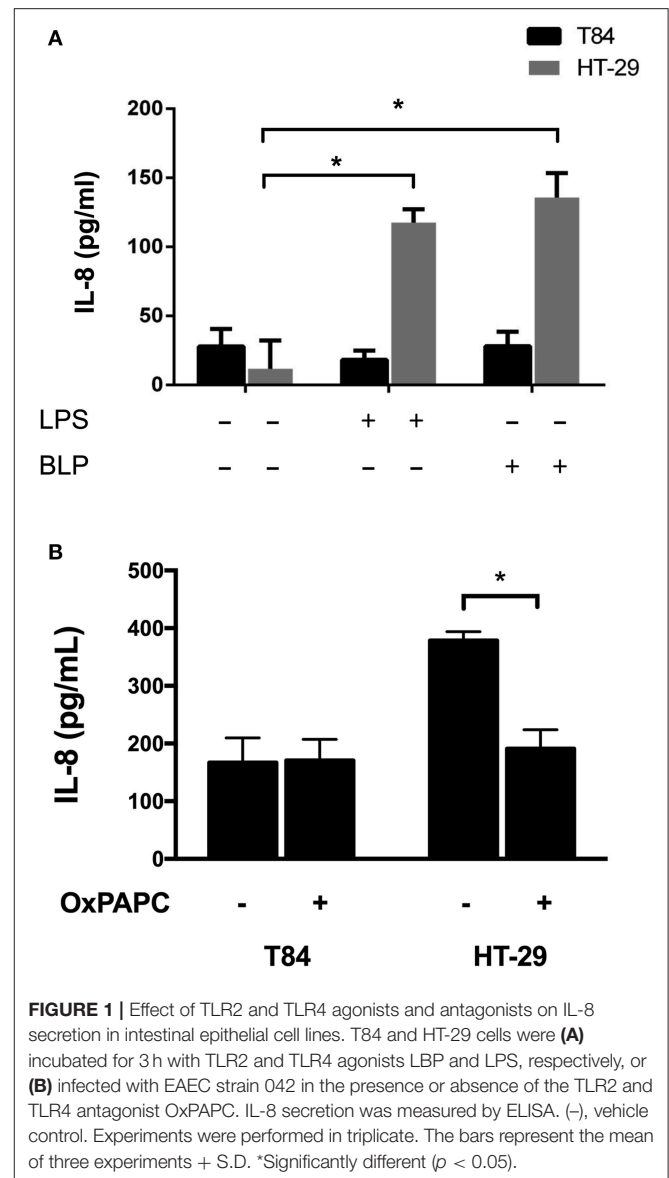 A
T84
HT-29
*
*
200
150
100
50
0
IL-8 (pg/ml)
LPS – – + + – –
BLP – – – – + +
B
500
400
300
200
100
0
IL-8 (pg/mL)
*
OxPAPC - + - +
T84 HT-29
FIGURE 1 | Effect of TLR2 and TLR4 agonists and antagonists on IL-8
secretion in intestinal epithelial cell lines. T84 and HT-29 cells were (A)
incubated for 3 h with TLR2 and TLR4 agonists LBP and LPS, respectively, or
(B) infected with EAEC strain 042 in the presence or absence of the TLR2 and
TLR4 antagonist OxPAPC. IL-8 secretion was measured by ELISA. (–), vehicle
control. Experiments were performed in triplicate. The bars represent the mean
of three experiments + S.D. *Significantly different (p < 0.05).